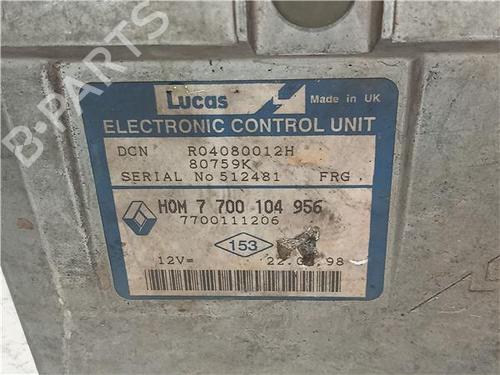 B-PARTS
Lucas
Made in UK
ELECTRONIC CONTROL UNIT
DCN R04080012H
80759K
SERIAL No 512481 FRG
HOM 7 700 104 956
7700111206
153
12V=